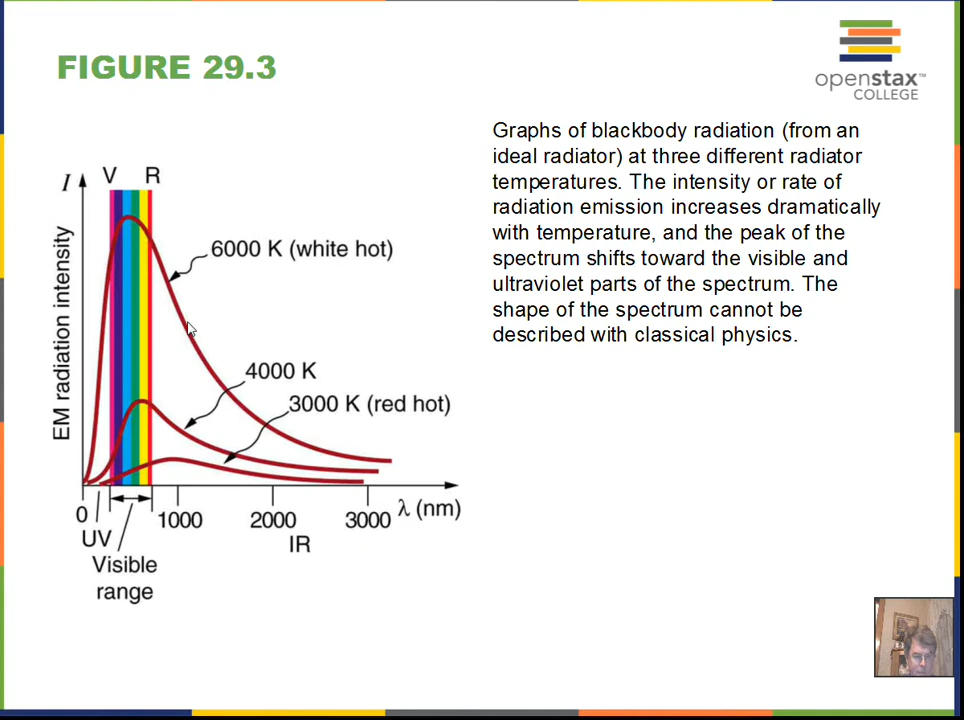 FIGURE 29.3
openstax™
COLLEGE
Graphs of blackbody radiation (from an
ideal radiator) at three different radiator
temperatures. The intensity or rate of
radiation emission increases dramatically
with temperature, and the peak of the
spectrum shifts toward the visible and
ultraviolet parts of the spectrum. The
shape of the spectrum cannot be
described with classical physics.
I
V R
EM radiation intensity
6000 K (white hot)
4000 K
3000 K (red hot)
0 1000 2000 3000 λ (nm)
UV IR
Visible
range